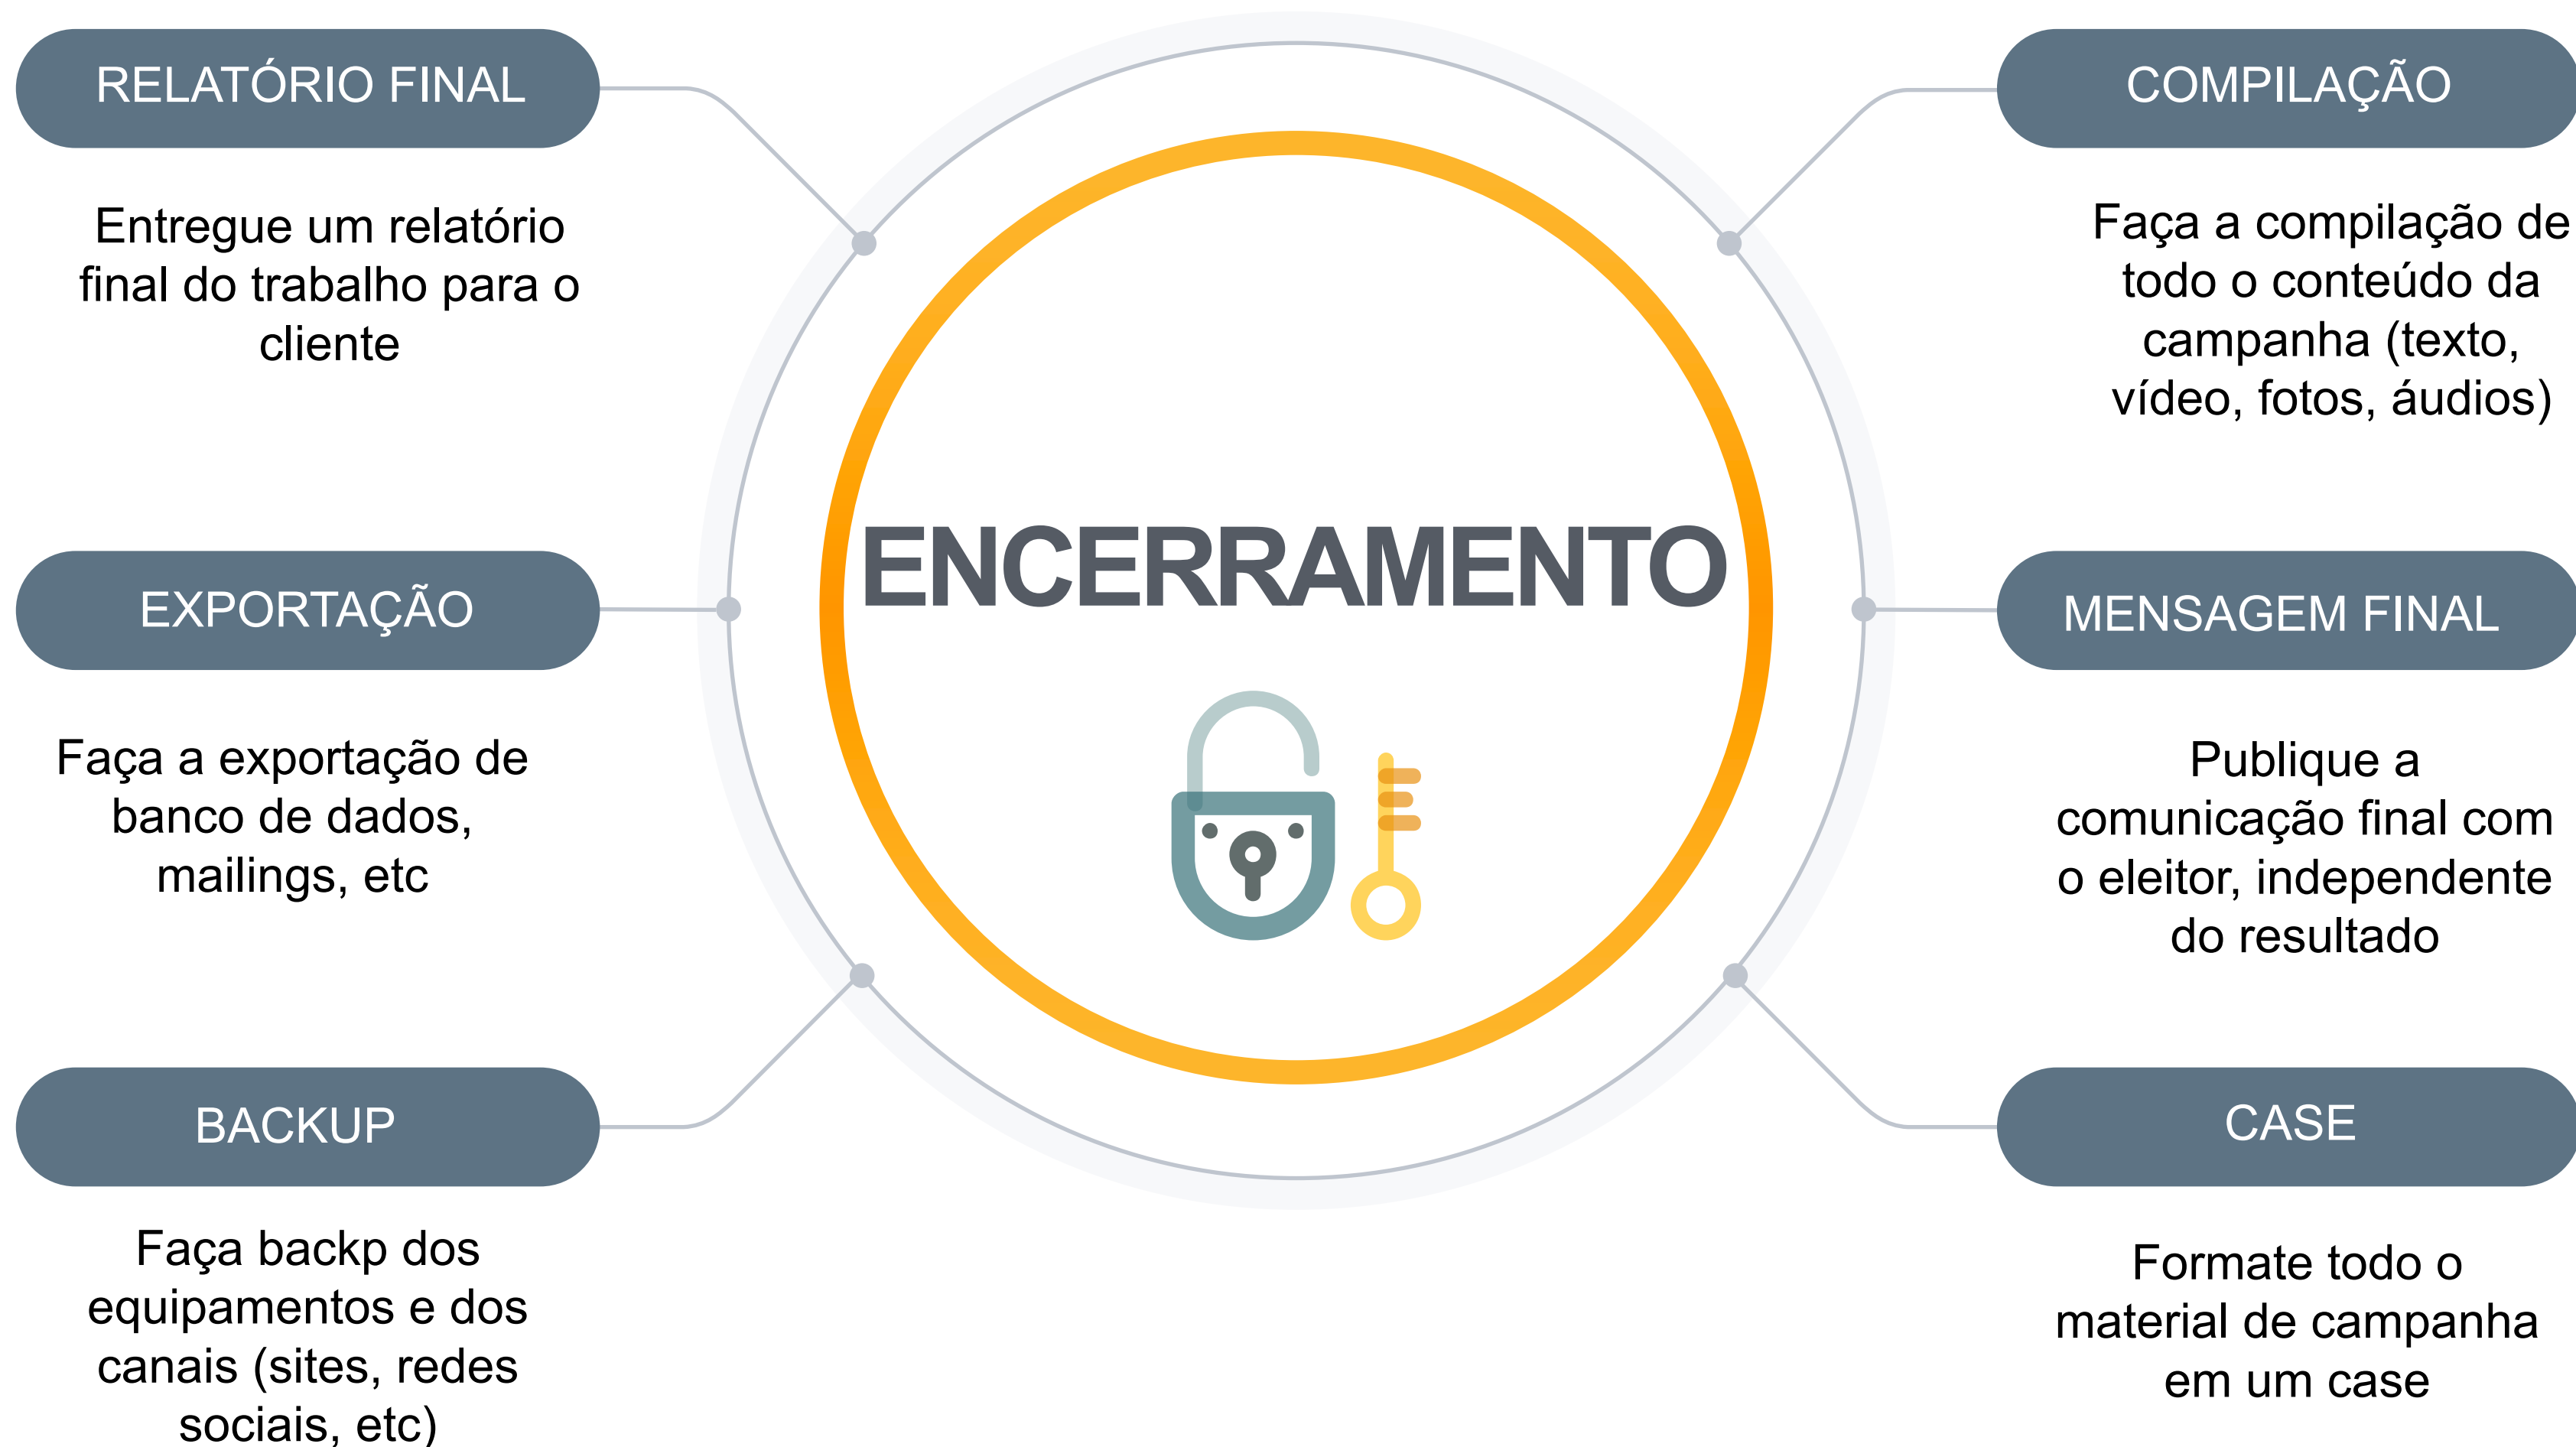 RELATÓRIO FINAL
Entregue um relatório
final do trabalho para o
cliente
EXPORTAÇÃO
Faça a exportação de
banco de dados,
mailings, etc
BACKUP
Faça backp dos
equipamentos e dos
canais (sites, redes
sociais, etc)
ENCERRAMENTO
COMPILAÇÃO
Faça a compilação de
todo o conteúdo da
campanha (texto,
vídeo, fotos, áudios)
MENSAGEM FINAL
Publique a
comunicação final com
o eleitor, independente
do resultado
CASE
Formate todo o
material de campanha
em um case